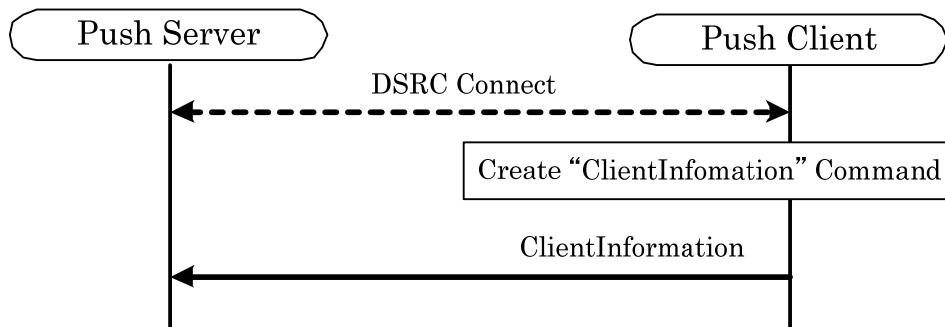 Push Server
Push Client
DSRC Connect
Create “ClientInfomation” Command
ClientInformation